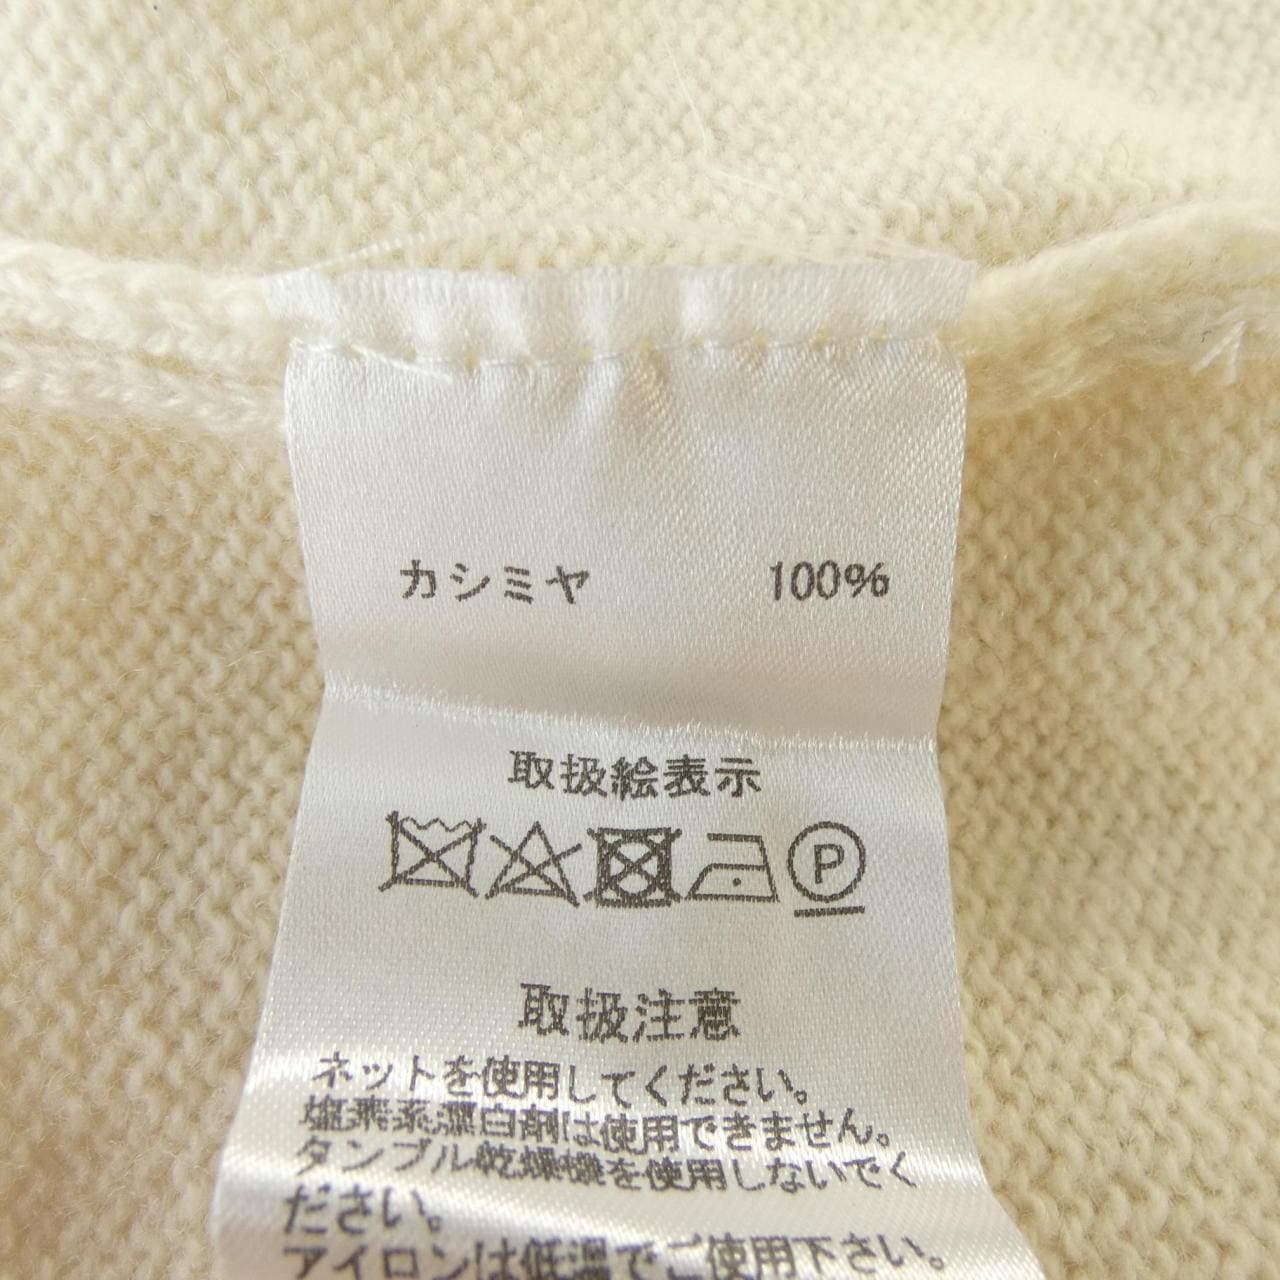 カシミヤ 100%
取扱絵表示
P
取扱注意
ネットを使用してください。
塩素系漂白剤は使用できません。
タンブル乾燥機を使用しないでく
ださい。
アイロンは低温でご使用下さい。